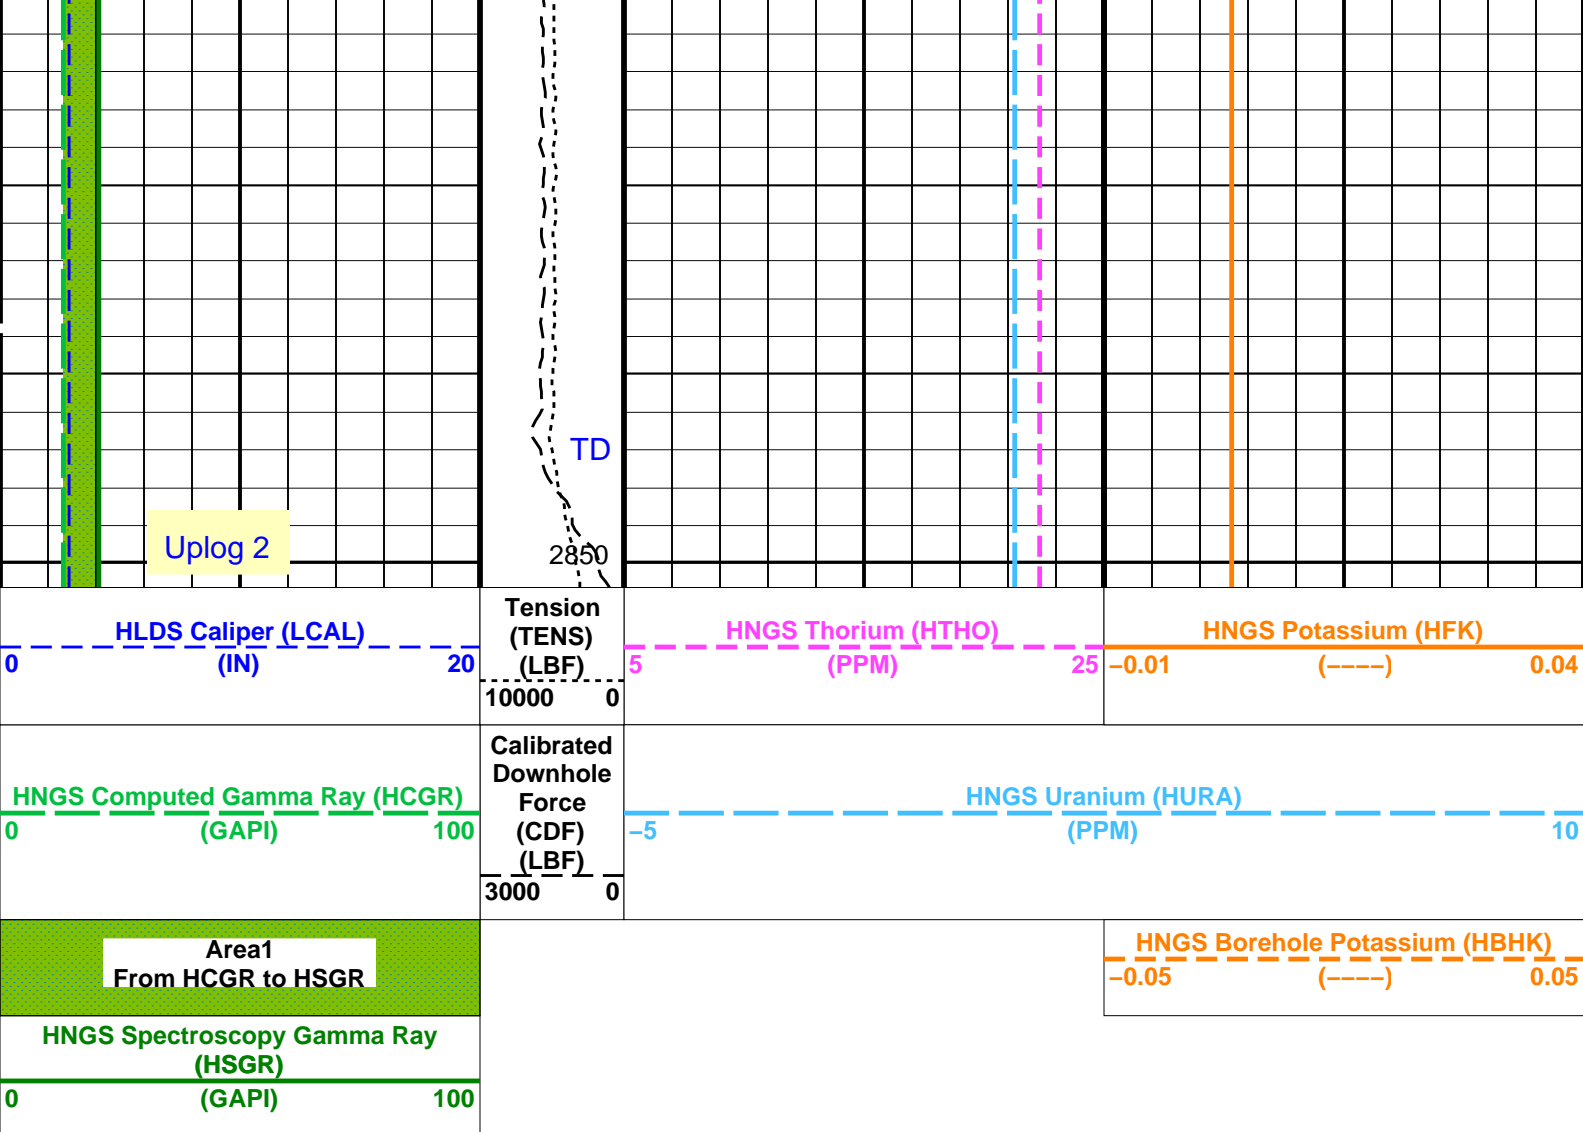 TD
Uplog 2
2850
HLDS Caliper (LCAL)
0 (IN) 20
Tension
(TENS)
(LBF)
10000 0
HNGS Thorium (HTHO)
5 (PPM) 25
HNGS Potassium (HFK)
−0.01 (−−−−) 0.04
HNGS Computed Gamma Ray (HCGR)
0 (GAPI) 100
Calibrated
Downhole
Force
(CDF)
(LBF)
3000 0
HNGS Uranium (HURA)
−5 (PPM) 10
Area1
From HCGR to HSGR
HNGS Borehole Potassium (HBHK)
−0.05 (−−−−) 0.05
HNGS Spectroscopy Gamma Ray
(HSGR)
0 (GAPI) 100